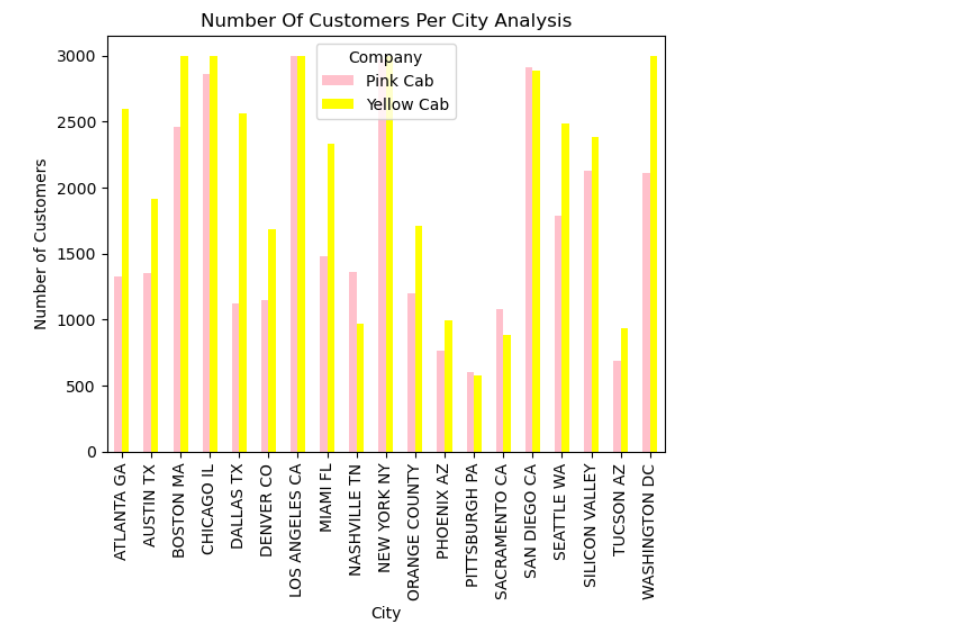 Number Of Customers Per City Analysis
Company
Pink Cab
Yellow Cab
Number of Customers
3000
2500
2000
1500
1000
500
0
ATLANTA GA
AUSTIN TX
BOSTON MA
CHICAGO IL
DALLAS TX
DENVER CO
LOS ANGELES CA
MIAMI FL
NASHVILLE TN
NEW YORK NY
ORANGE COUNTY
PHOENIX AZ
PITTSBURGH PA
SACRAMENTO CA
SAN DIEGO CA
SEATTLE WA
SILICON VALLEY
TUCSON AZ
WASHINGTON DC
City